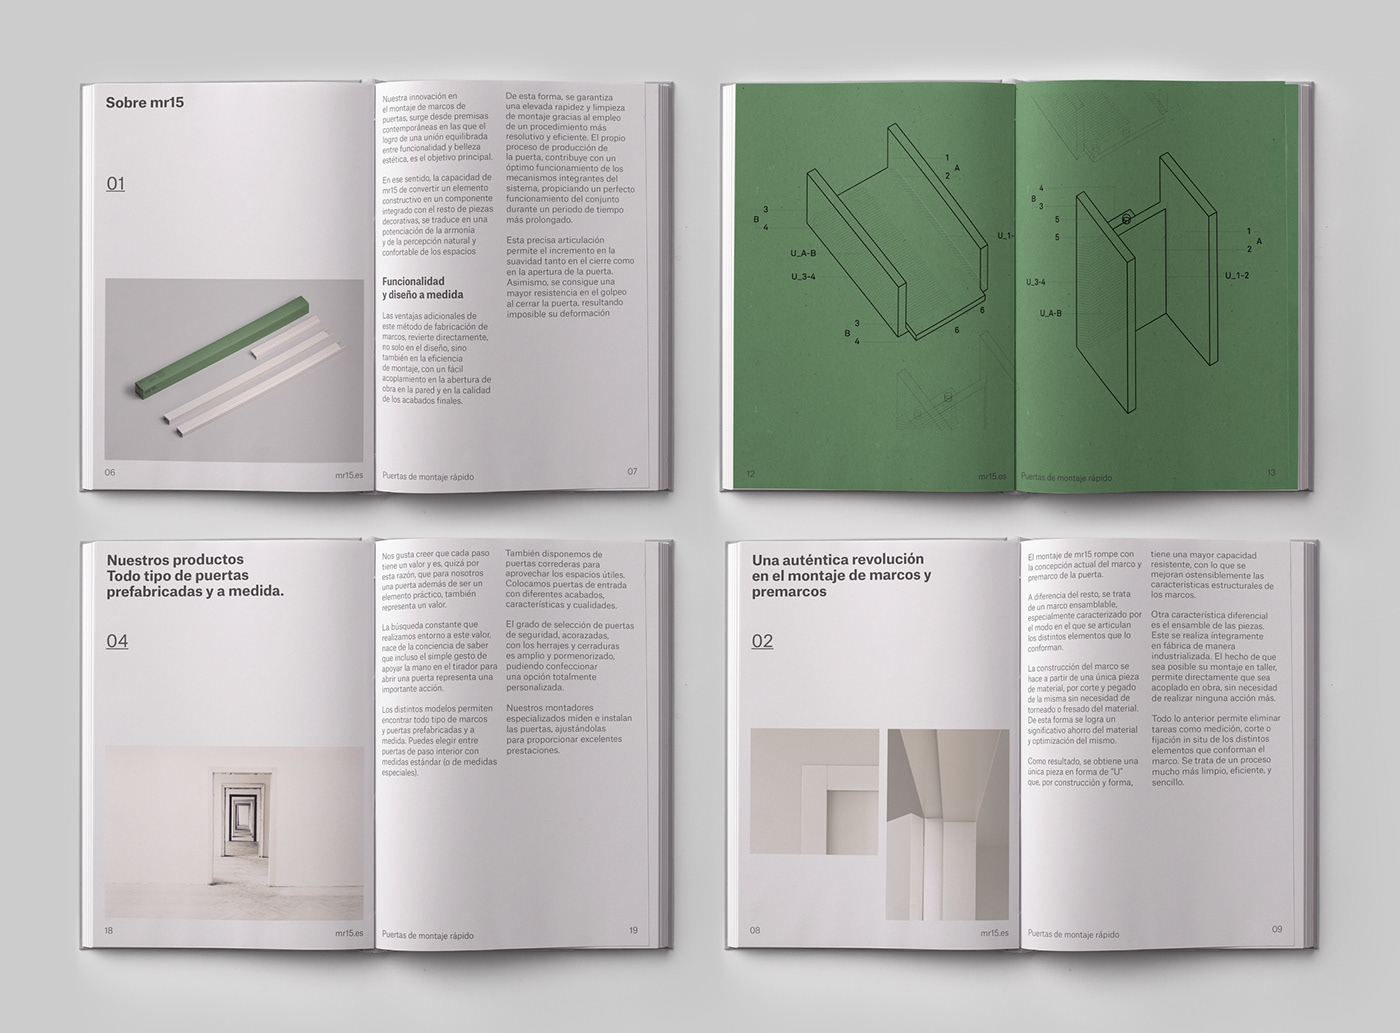 Sobre mr15
01
06
mr15.es
Nuestra innovación en
el montaje de marcos de
puertas, surge desde premisas
contemporáneas en las que el
logro de una unión equilibrada
entre funcionalidad y belleza
estética, es el objetivo principal.
En ese sentido, la capacidad de
mr15 de convertir un elemento
constructivo en un componente
integrado con el resto de piezas
decorativas, se traduce en una
potenciación de la armonía
y de la percepción natural y
confortable de los espacios
Funcionalidad
y diseño a medida
Las ventajas adicionales de
este método de fabricación de
marcos, revierte directamente,
no solo en el diseño, sino
también en la eficiencia
de montaje, con un fácil
acoplamiento en la abertura de
obra en la pared y en la calidad
de los acabados finales.
De esta forma, se garantiza
una elevada rapidez y limpieza
de montaje gracias al empleo
de un procedimiento más
resolutivo y eficiente. El propio
proceso de producción de
la puerta, contribuye con un
óptimo funcionamiento de los
mecanismos integrantes del
sistema, propiciando un perfecto
funcionamiento del conjunto
durante un periodo de tiempo
más prolongado.
Esta precisa articulación
permite el incremento en la
suavidad tanto en el cierre como
en la apertura de la puerta.
Asimismo, se consigue una
mayor resistencia en el golpeo
al cerrar la puerta, resultando
imposible su deformación
Puertas de montaje rápido
07
1
A
2
3
B
4
U_1-
U_A-B
U_3-4
3
B
4
6
6
12
mr15.es
4
B
3
5
5
1
A
2
U_3-4
U_1-2
U_A-B
Puertas de montaje rápido
13
Nuestros productos
Todo tipo de puertas
prefabricadas y a medida.
04
18
mr15.es
Nos gusta creer que cada paso
tiene un valor y es, quizá por
esta razón, que para nosotros
una puerta además de ser un
elemento práctico, también
representa un valor.
La búsqueda constante que
realizamos entorno a este valor,
nace de la conciencia de saber
que incluso el simple gesto de
apoyar la mano en el tirador para
abrir una puerta representa una
importante acción.
Los distintos modelos permiten
encontrar todo tipo de marcos
y puertas prefabricadas y a
medida. Puedes elegir entre
puertas de paso interior con
medidas estándar (o de medidas
especiales).
También disponemos de
puertas correderas para
aprovechar los espacios útiles.
Colocamos puertas de entrada
con diferentes acabados,
características y cualidades.
El grado de selección de puertas
de seguridad, acorazadas,
con los herrajes y cerraduras
es amplio y pormenorizado,
pudiendo confeccionar
una opción totalmente
personalizada.
Nuestros montadores
especializados miden e instalan
las puertas, ajustándolas
para proporcionar excelentes
prestaciones.
Puertas de montaje rápido
19
Una auténtica revolución
en el montaje de marcos y
premarcos
02
08
mr15.es
El montaje de mr15 rompe con
la concepción actual del marco y
premarco de la puerta.
A diferencia del resto, se trata
de un marco ensamblable,
especialmente caracterizado por
el modo en el que se articulan
los distintos elementos que lo
conforman.
La construcción del marco se
hace a partir de una única pieza
de material, por corte y pegado
de la misma sin necesidad de
torneado o fresado del material.
De esta forma se logra un
significativo ahorro del material
y optimización del mismo.
Como resultado, se obtiene una
única pieza en forma de "U"
que, por construcción y forma,
tiene una mayor capacidad
resistente, con lo que se
mejoran ostensiblemente las
características estructurales de
los marcos.
Otra característica diferencial
es el ensamble de las piezas.
Este se realiza íntegramente
en fábrica de manera
industrializada. El hecho de que
sea posible su montaje en taller,
permite directamente que sea
acoplado en obra, sin necesidad
de realizar ninguna acción más.
Todo lo anterior permite eliminar
tareas como medición, corte o
fijación in situ de los distintos
elementos que conforman el
marco. Se trata de un proceso
mucho más limpio, eficiente, y
sencillo.
Puertas de montaje rápido
09